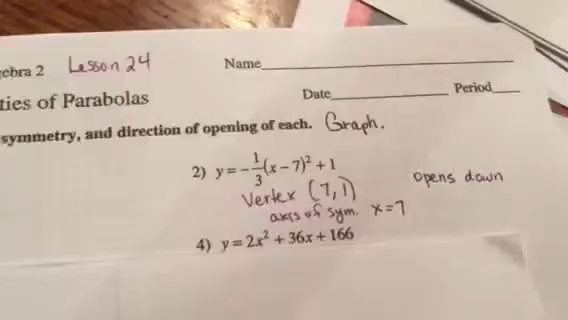 ebra 2 Lesson 24 Name
ties of Parabolas Date Period
symmetry, and direction of opening of each. Graph.
2) y = -1/3(x - 7)² + 1
Vertex (7, 1) opens down
axis of sym. x=7
4) y = 2x² + 36x + 166